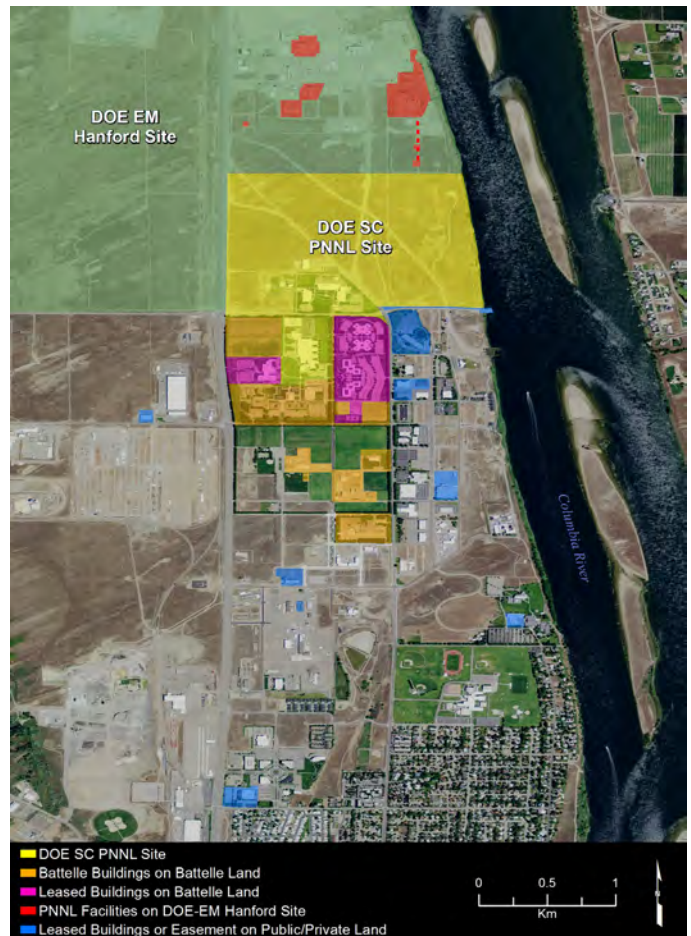 DOE EM
Hanford Site
DOE SC
PNNL Site
Columbia River
DOE SC PNNL Site
Battelle Buildings on Battelle Land
Leased Buildings on Battelle Land
PNNL Facilities on DOE-EM Hanford Site
Leased Buildings or Easement on Public/Private Land
0 0.5 1
Km
N